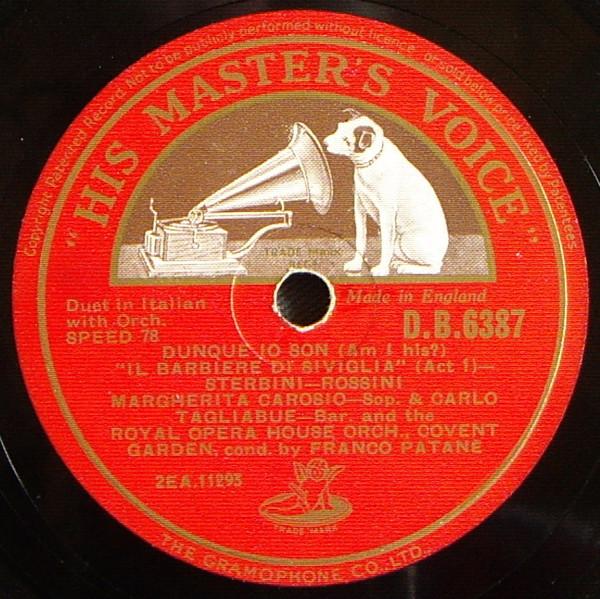 Copyright. Patented Record Not to be publicly performed without licence, or sold below price fixed by Patentees
"HIS MASTER'S VOICE"
TRADE MARK
Duet in Italian
with Orch.
SPEED 78
Made in England
D.B.6387
DUNQUE IO SON (Am I his?)
"IL BARBIERE DI SIVIGLIA" (Act 1)—
STERBINI—ROSSINI
MARGHERITA CAROSIO—Sop. & CARLO
TAGLIABUE—Bar. and the
ROYAL OPERA HOUSE ORCH., COVENT
GARDEN, cond. by FRANCO PATANE
2EA.11293
TRADE MARK
THE GRAMOPHONE CO., LTD.,